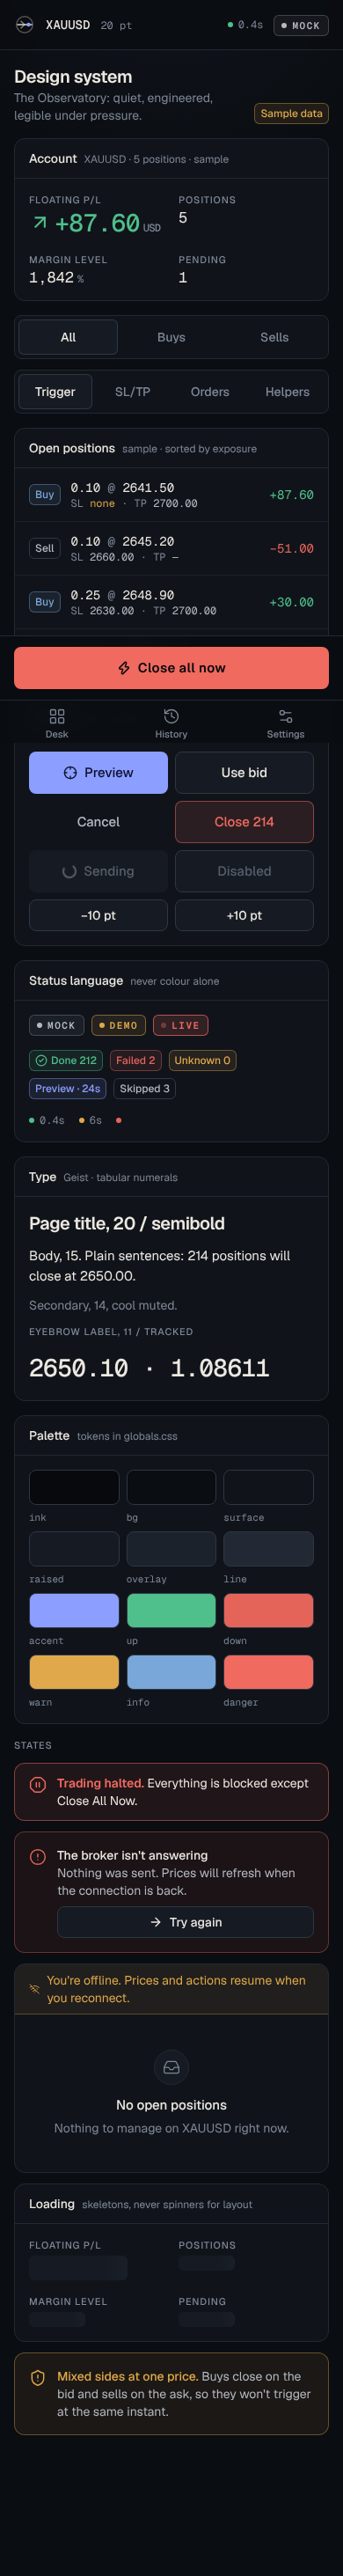 XAUUSD 20 pt 0.4s MOCK
Design system
The Observatory: quiet, engineered,
legible under pressure.
Sample data
Account XAUUSD · 5 positions · sample
FLOATING P/L POSITIONS
+87.60 USD 5
MARGIN LEVEL PENDING
1,842 % 1
All Buys Sells
Trigger SL/TP Orders Helpers
Open positions sample · sorted by exposure
Buy 0.10 @ 2641.50 +87.60
SL none · TP 2700.00
Sell 0.10 @ 2645.20 −51.00
SL 2660.00 · TP —
Buy 0.25 @ 2648.90 +30.00
SL 2630.00 · TP 2700.00
Close all now
Desk History Settings
Preview Use bid
Cancel Close 214
Sending Disabled
−10 pt +10 pt
Status language never colour alone
MOCK DEMO LIVE
Done 212 Failed 2 Unknown 0
Preview · 24s Skipped 3
0.4s 6s
Type Geist · tabular numerals
Page title, 20 / semibold
Body, 15. Plain sentences: 214 positions will
close at 2650.00.
Secondary, 14, cool muted.
EYEBROW LABEL, 11 / TRACKED
2650.10 · 1.08611
Palette tokens in globals.css
ink bg surface
raised overlay line
accent up down
warn info danger
STATES
Trading halted. Everything is blocked except
Close All Now.
The broker isn't answering
Nothing was sent. Prices will refresh when
the connection is back.
Try again
You're offline. Prices and actions resume when
you reconnect.
No open positions
Nothing to manage on XAUUSD right now.
Loading skeletons, never spinners for layout
FLOATING P/L POSITIONS
MARGIN LEVEL PENDING
Mixed sides at one price. Buys close on the
bid and sells on the ask, so they won't trigger
at the same instant.